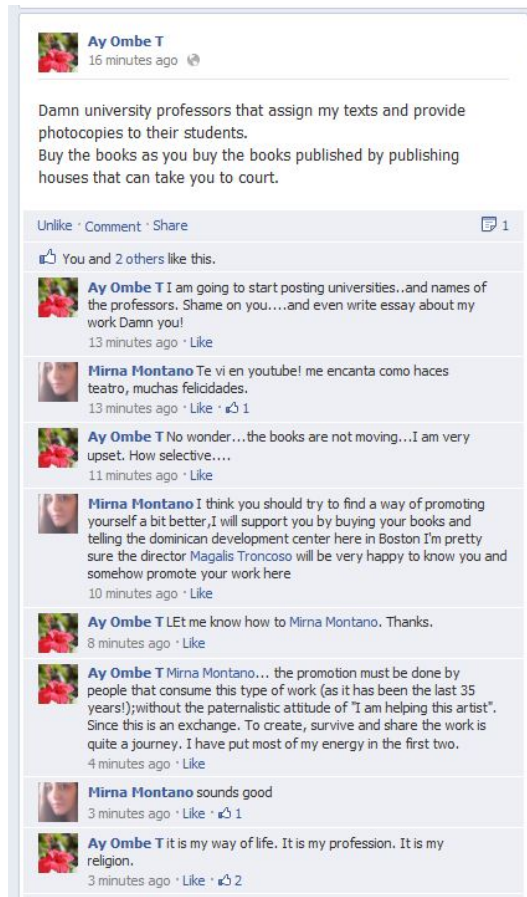 Ay Ombe T
16 minutes ago
Damn university professors that assign my texts and provide
photocopies to their students.
Buy the books as you buy the books published by publishing
houses that can take you to court.
Unlike · Comment · Share 1
You and 2 others like this.
Ay Ombe T I am going to start posting universities..and names of
the professors. Shame on you....and even write essay about my
work Damn you!
13 minutes ago · Like
Mirna Montano Te vi en youtube! me encanta como haces
teatro, muchas felicidades.
13 minutes ago · Like · 1
Ay Ombe T No wonder...the books are not moving...I am very
upset. How selective....
11 minutes ago · Like
Mirna Montano I think you should try to find a way of promoting
yourself a bit better,I will support you by buying your books and
telling the dominican development center here in Boston I'm pretty
sure the director Magalis Troncoso will be very happy to know you and
somehow promote your work here
10 minutes ago · Like
Ay Ombe T LEt me know how to Mirna Montano. Thanks.
8 minutes ago · Like
Ay Ombe T Mirna Montano... the promotion must be done by
people that consume this type of work (as it has been the last 35
years!);without the paternalistic attitude of "I am helping this artist".
Since this is an exchange. To create, survive and share the work is
quite a journey. I have put most of my energy in the first two.
4 minutes ago · Like
Mirna Montano sounds good
3 minutes ago · Like · 1
Ay Ombe T it is my way of life. It is my profession. It is my
religion.
3 minutes ago · Like · 2